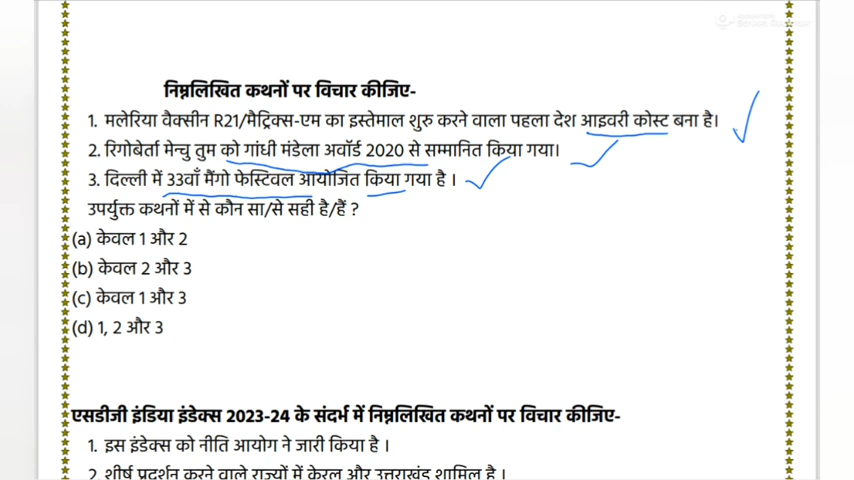 निम्नलिखित कथनों पर विचार कीजिए-
1. मलेरिया वैक्सीन R21/मैट्रिक्स-एम का इस्तेमाल शुरु करने वाला पहला देश आइवरी कोस्ट बना है।
2. रिगोबेर्ता मेन्चु तुम को गांधी मंडेला अवॉर्ड 2020 से सम्मानित किया गया।
3. दिल्ली में 33वाँ मैंगो फेस्टिवल आयोजित किया गया है ।
उपर्युक्त कथनों में से कौन सा/से सही है/हैं ?
(a) केवल 1 और 2
(b) केवल 2 और 3
(c) केवल 1 और 3
(d) 1, 2 और 3
एसडीजी इंडिया इंडेक्स 2023-24 के संदर्भ में निम्नलिखित कथनों पर विचार कीजिए-
1. इस इंडेक्स को नीति आयोग ने जारी किया है ।
2. शीर्ष प्रदर्शन करने वाले राज्यों में केरल और उत्तराखंड शामिल है ।